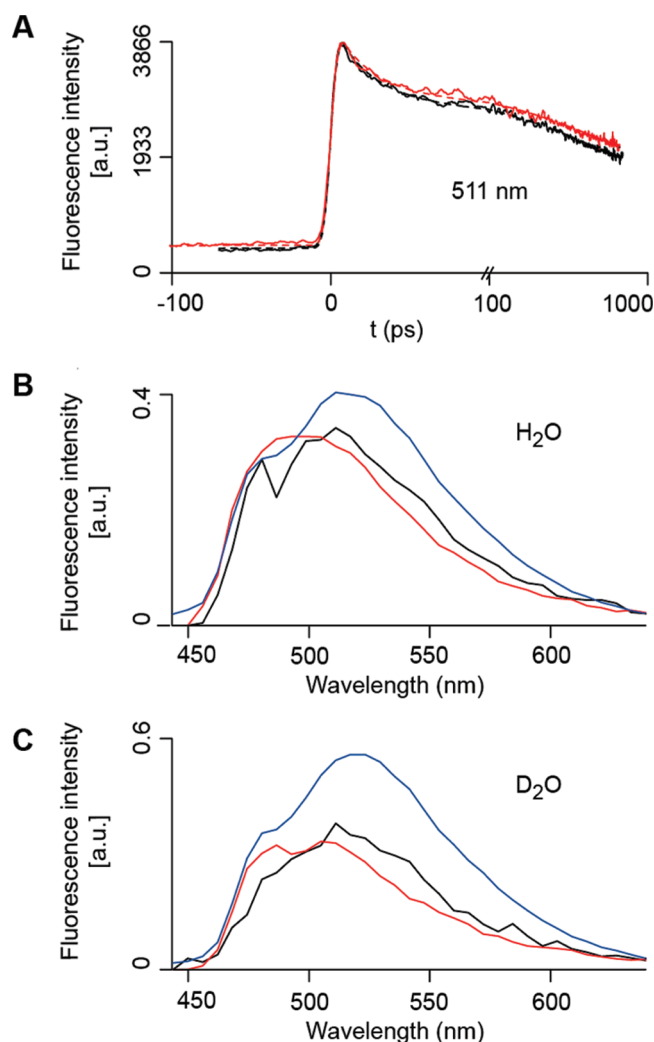 A
Fluorescence intensity
[a.u.]
3866
1933
0
511 nm
-100
0
100
1000
t (ps)
B
Fluorescence intensity
[a.u.]
0.4
0
H₂O
450
500
550
600
Wavelength (nm)
C
Fluorescence intensity
[a.u.]
0.6
0
D₂O
450
500
550
600
Wavelength (nm)